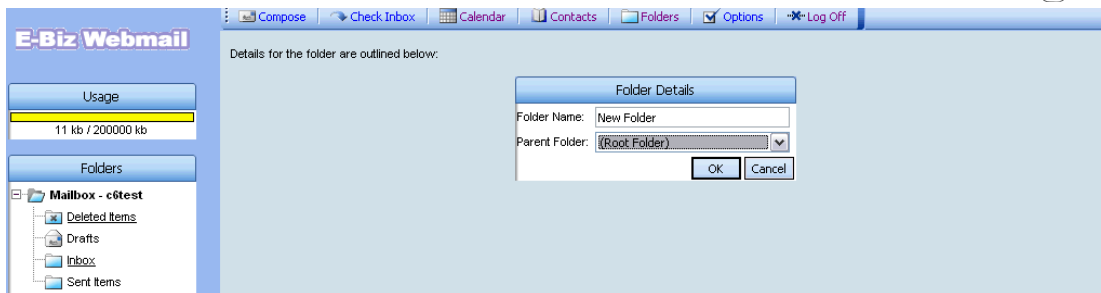 Compose Check Inbox Calendar Contacts Folders Options Log Off
E-Biz Webmail
Details for the folder are outlined below:
Usage
11 kb / 200000 kb
Folder Details
Folder Name: New Folder
Parent Folder: (Root Folder)
OK Cancel
Folders
Mailbox - c6test
Deleted Items
Drafts
Inbox
Sent Items